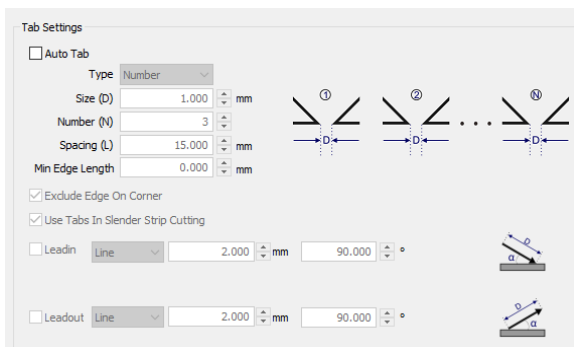 Tab Settings
Auto Tab
Type Number
Size (D) 1.000 mm
Number (N) 3
Spacing (L) 15.000 mm
Min Edge Length 0.000 mm
① ② Ⓝ
D D ... D
Exclude Edge On Corner
Use Tabs In Slender Strip Cutting
Leadin Line 2.000 mm 90.000 °
D
α
Leadout Line 2.000 mm 90.000 °
D
α